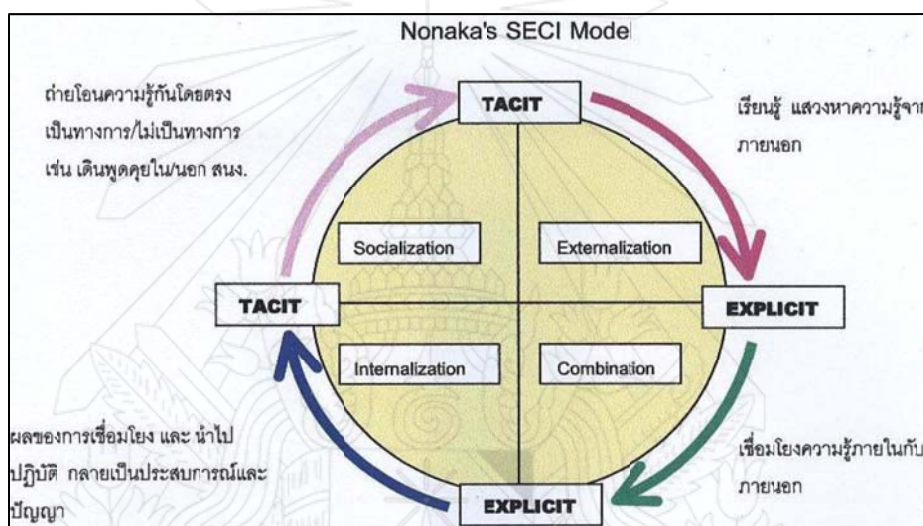 Nonaka's SECI Model
ถ่ายโอนความรู้กันโดยตรง
เป็นทางการ/ไม่เป็นทางการ
เช่น เดินพูดคุยใน/นอก สนง.
TACIT
เรียนรู้ แสวงหาความรู้จาก
ภายนอก
Socialization
Externalization
TACIT
EXPLICIT
Internalization
Combination
ผลของการเชื่อมโยง และ นำไป
ปฏิบัติ กลายเป็นประสบการณ์และ
ปัญญา
เชื่อมโยงความรู้ภายในกับ
ภายนอก
EXPLICIT